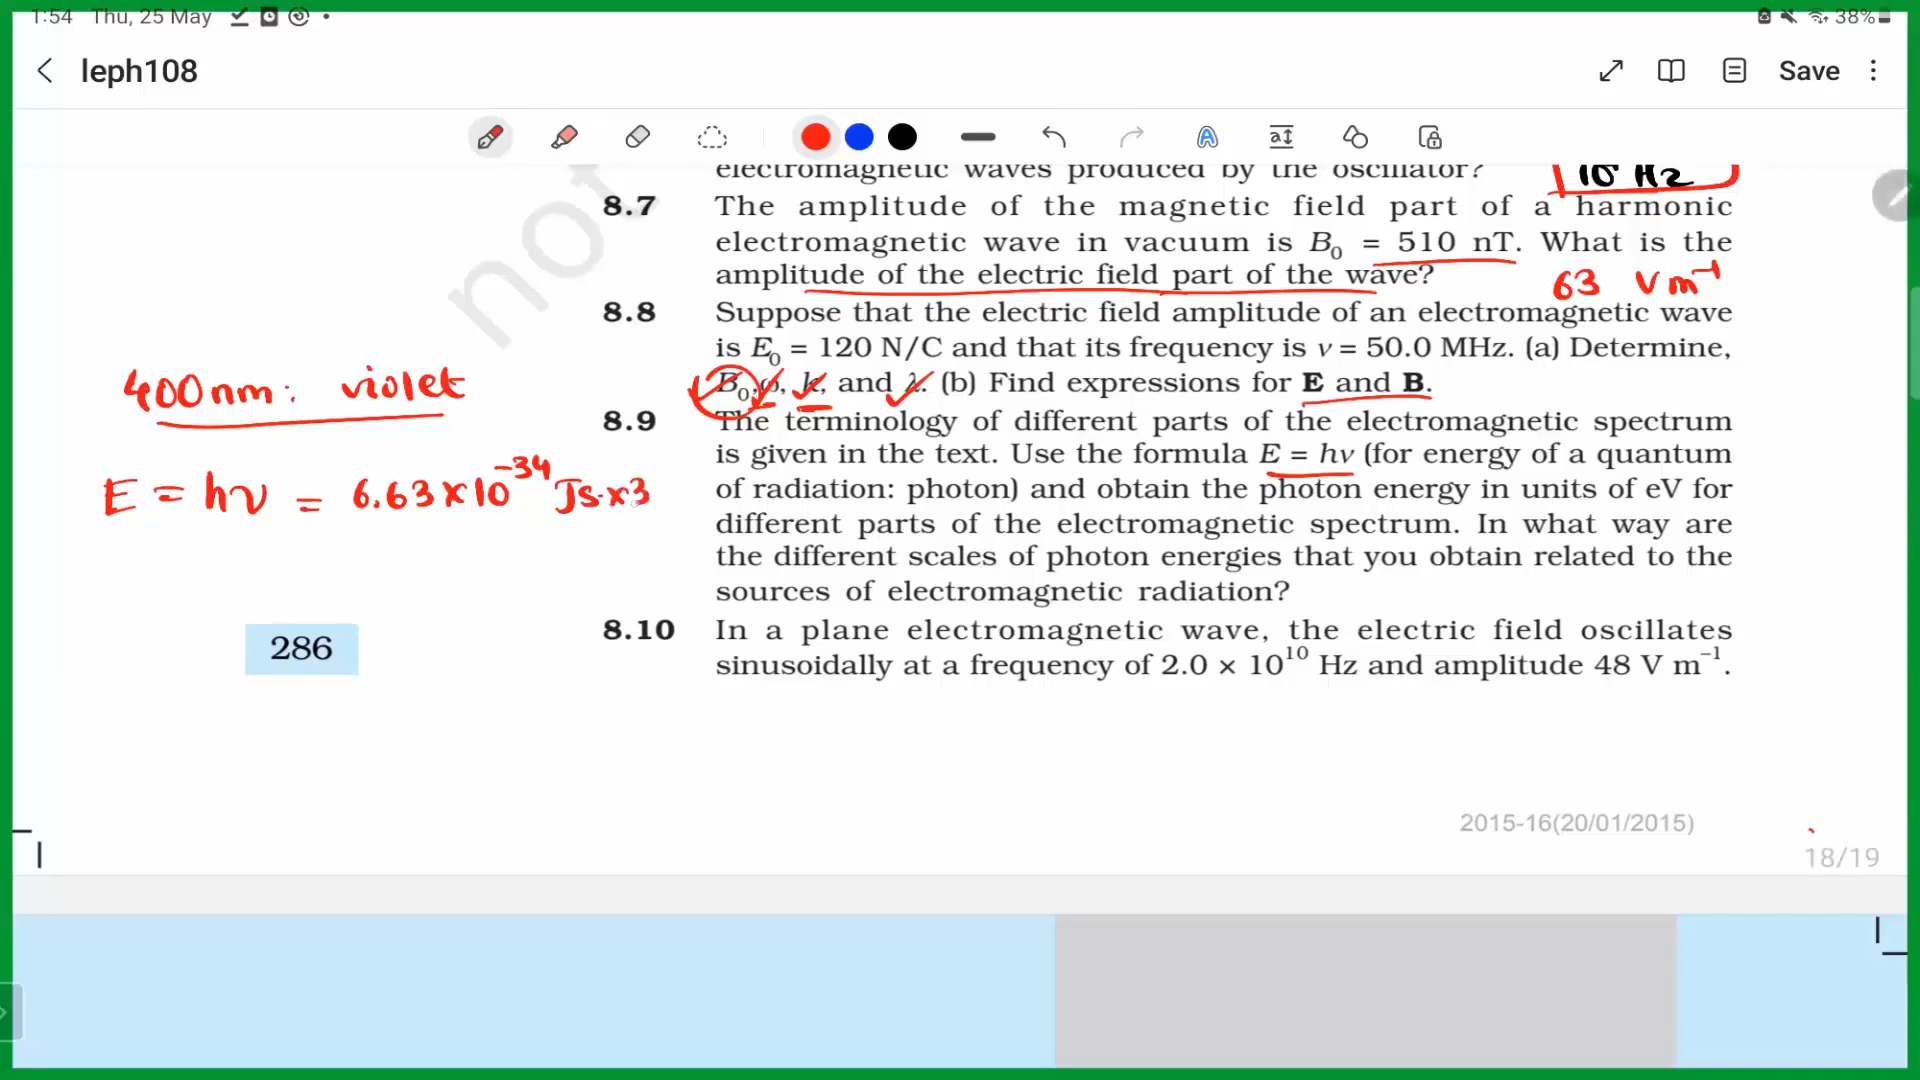 1:54 Thu, 25 May
38%
leph108
Save
not
electromagnetic waves produced by the oscillator?
8.7 The amplitude of the magnetic field part of a harmonic
electromagnetic wave in vacuum is B₀ = 510 nT. What is the
amplitude of the electric field part of the wave?
63 Vm⁻¹
8.8 Suppose that the electric field amplitude of an electromagnetic wave
is E₀ = 120 N/C and that its frequency is ν = 50.0 MHz. (a) Determine,
B₀, ω, k, and λ. (b) Find expressions for E and B.
400nm: violet
8.9 The terminology of different parts of the electromagnetic spectrum
is given in the text. Use the formula E = hν (for energy of a quantum
of radiation: photon) and obtain the photon energy in units of eV for
different parts of the electromagnetic spectrum. In what way are
the different scales of photon energies that you obtain related to the
sources of electromagnetic radiation?
E = hν = 6.63×10⁻³⁴ Js×3
286
8.10 In a plane electromagnetic wave, the electric field oscillates
sinusoidally at a frequency of 2.0 × 10¹⁰ Hz and amplitude 48 V m⁻¹.
2015-16(20/01/2015)
18/19